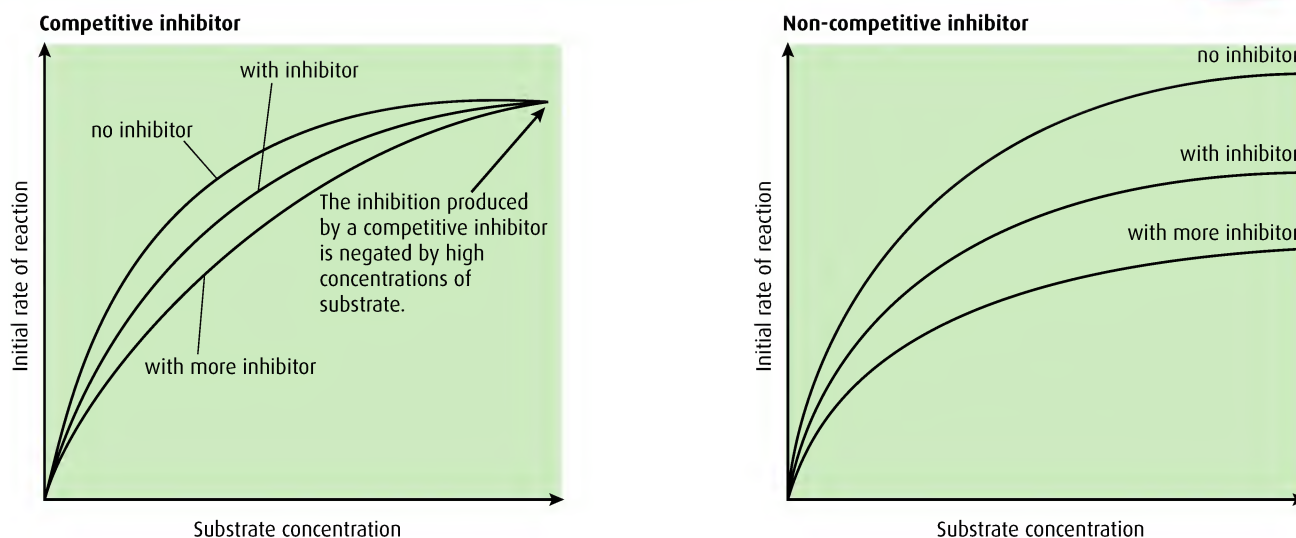 Competitive inhibitor
with inhibitor
no inhibitor
The inhibition produced
by a competitive inhibitor
is negated by high
concentrations of
substrate.
with more inhibitor
Initial rate of reaction
Substrate concentration
Non-competitive inhibitor
no inhibitor
with inhibitor
with more inhibitor
Initial rate of reaction
Substrate concentration